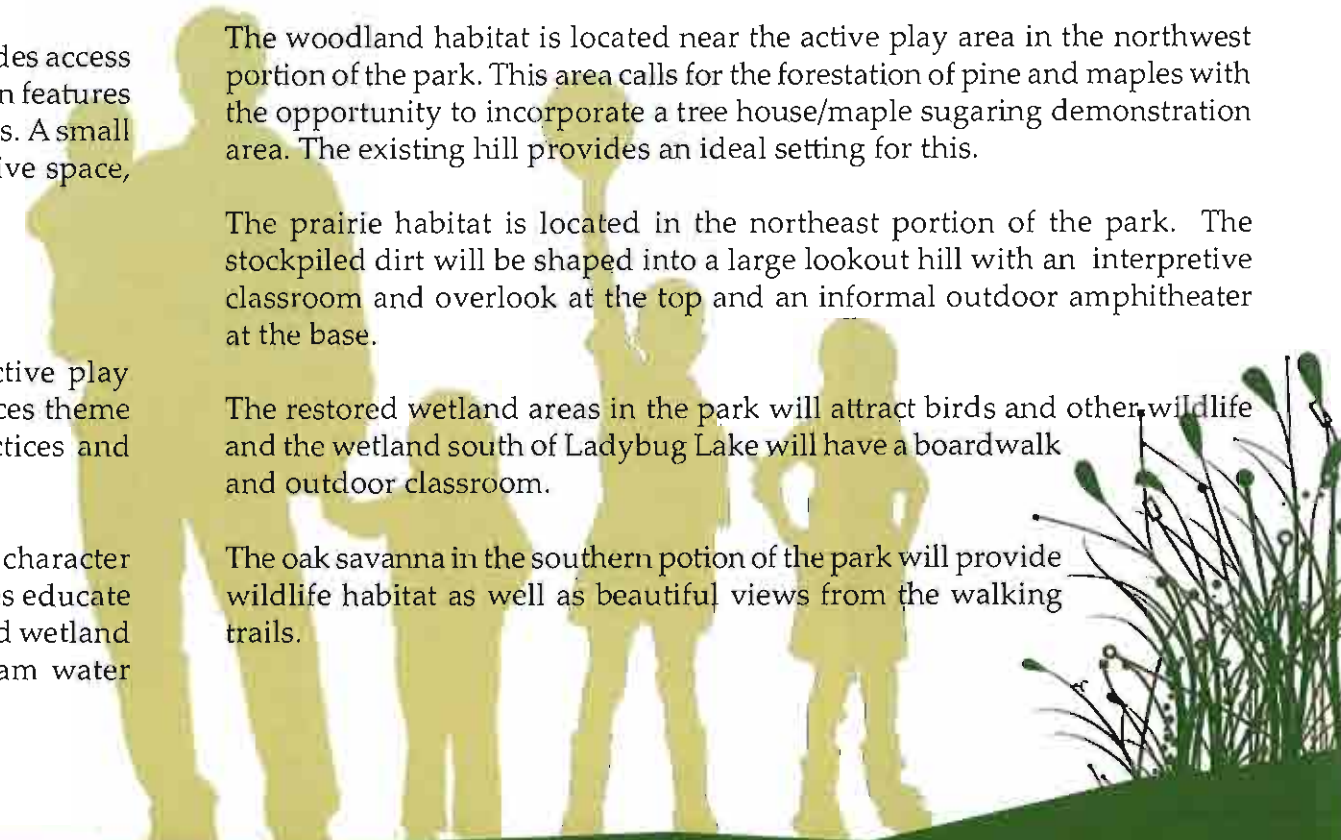 des access
n features
s. A small
ive space,
ctive play
ces theme
ctices and
character
s educate
d wetland
am water
The woodland habitat is located near the active play area in the northwest
portion of the park. This area calls for the forestation of pine and maples with
the opportunity to incorporate a tree house/maple sugaring demonstration
area. The existing hill provides an ideal setting for this.
The prairie habitat is located in the northeast portion of the park. The
stockpiled dirt will be shaped into a large lookout hill with an interpretive
classroom and overlook at the top and an informal outdoor amphitheater
at the base.
The restored wetland areas in the park will attract birds and other wildlife
and the wetland south of Ladybug Lake will have a boardwalk
and outdoor classroom.
The oak savanna in the southern potion of the park will provide
wildlife habitat as well as beautiful views from the walking
trails.